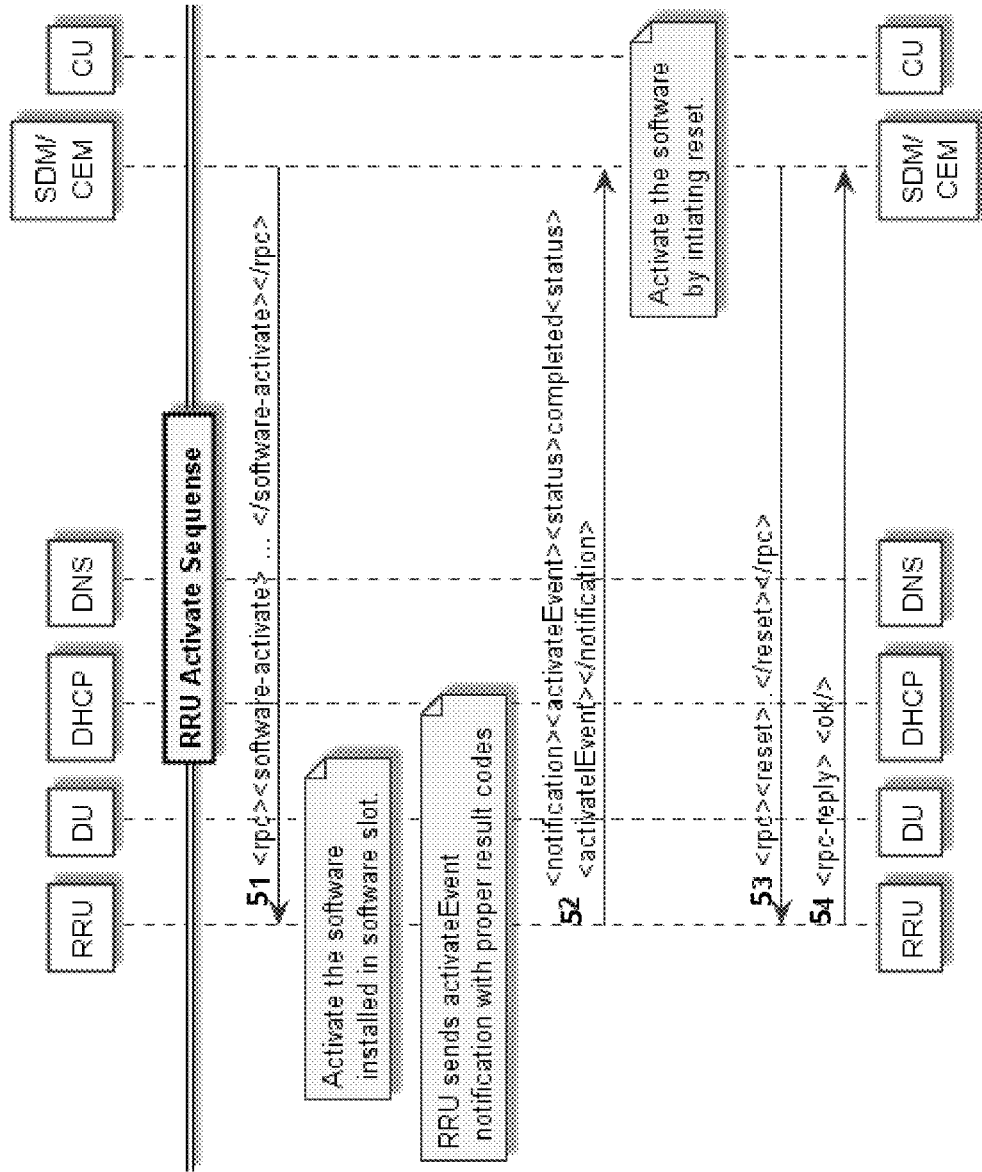 RRU
DU
DHCP
DNS
SDM/
CEM
CU
RRU Activate Sequense
51 <rpc><software-activate> ... </software-activate></rpc>
Activate the software
installed in software slot.
RRU sends activateEvent
notification with proper result codes
52 <notification><activateEvent><status>completed<status>
<activatelEvent></notification>
Activate the software
by intiating reset.
53 <rpc><reset>..</reset></rpc>
54 <rpc-reply> <ok/>
RRU
DU
DHCP
DNS
SDM/
CEM
CU